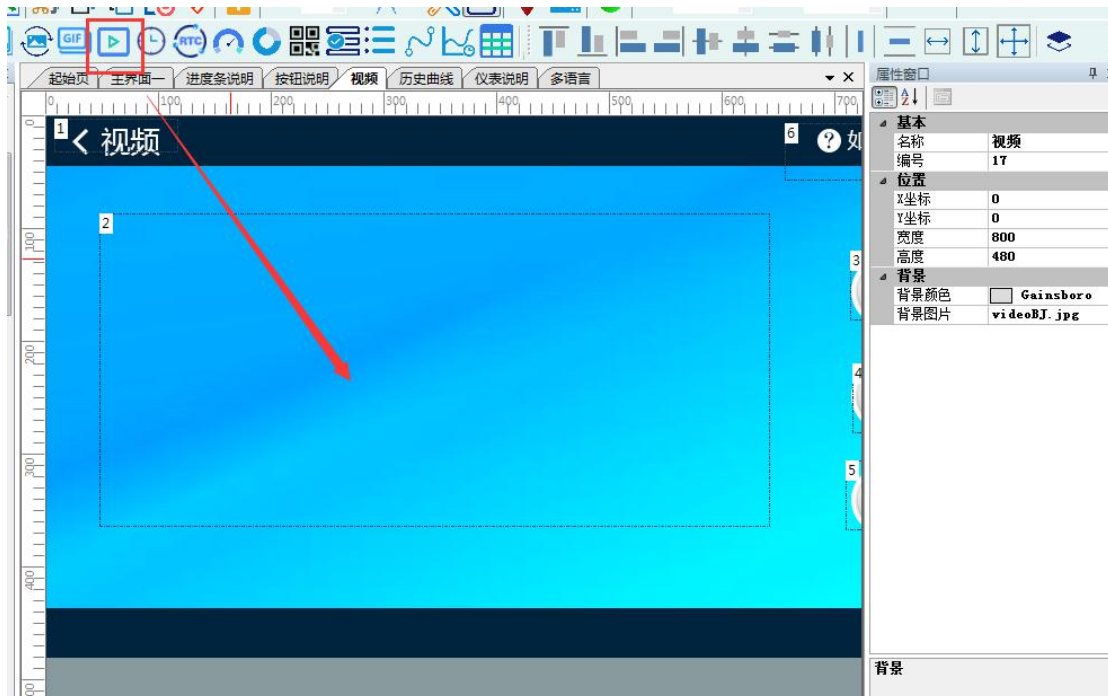 GIF
RTC
起始页 主界面一 进度条说明 按钮说明 视频 历史曲线 仪表说明 多语言
属性窗口
0 100 200 300 400 500 600 700
基本
名称 视频
编号 17
位置
X坐标 0
Y坐标 0
宽度 800
高度 480
背景
背景颜色 Gainsboro
背景图片 videoBJ.jpg
1 视频
6 ? 如
2
3
4
5
0
100
200
300
400
背景